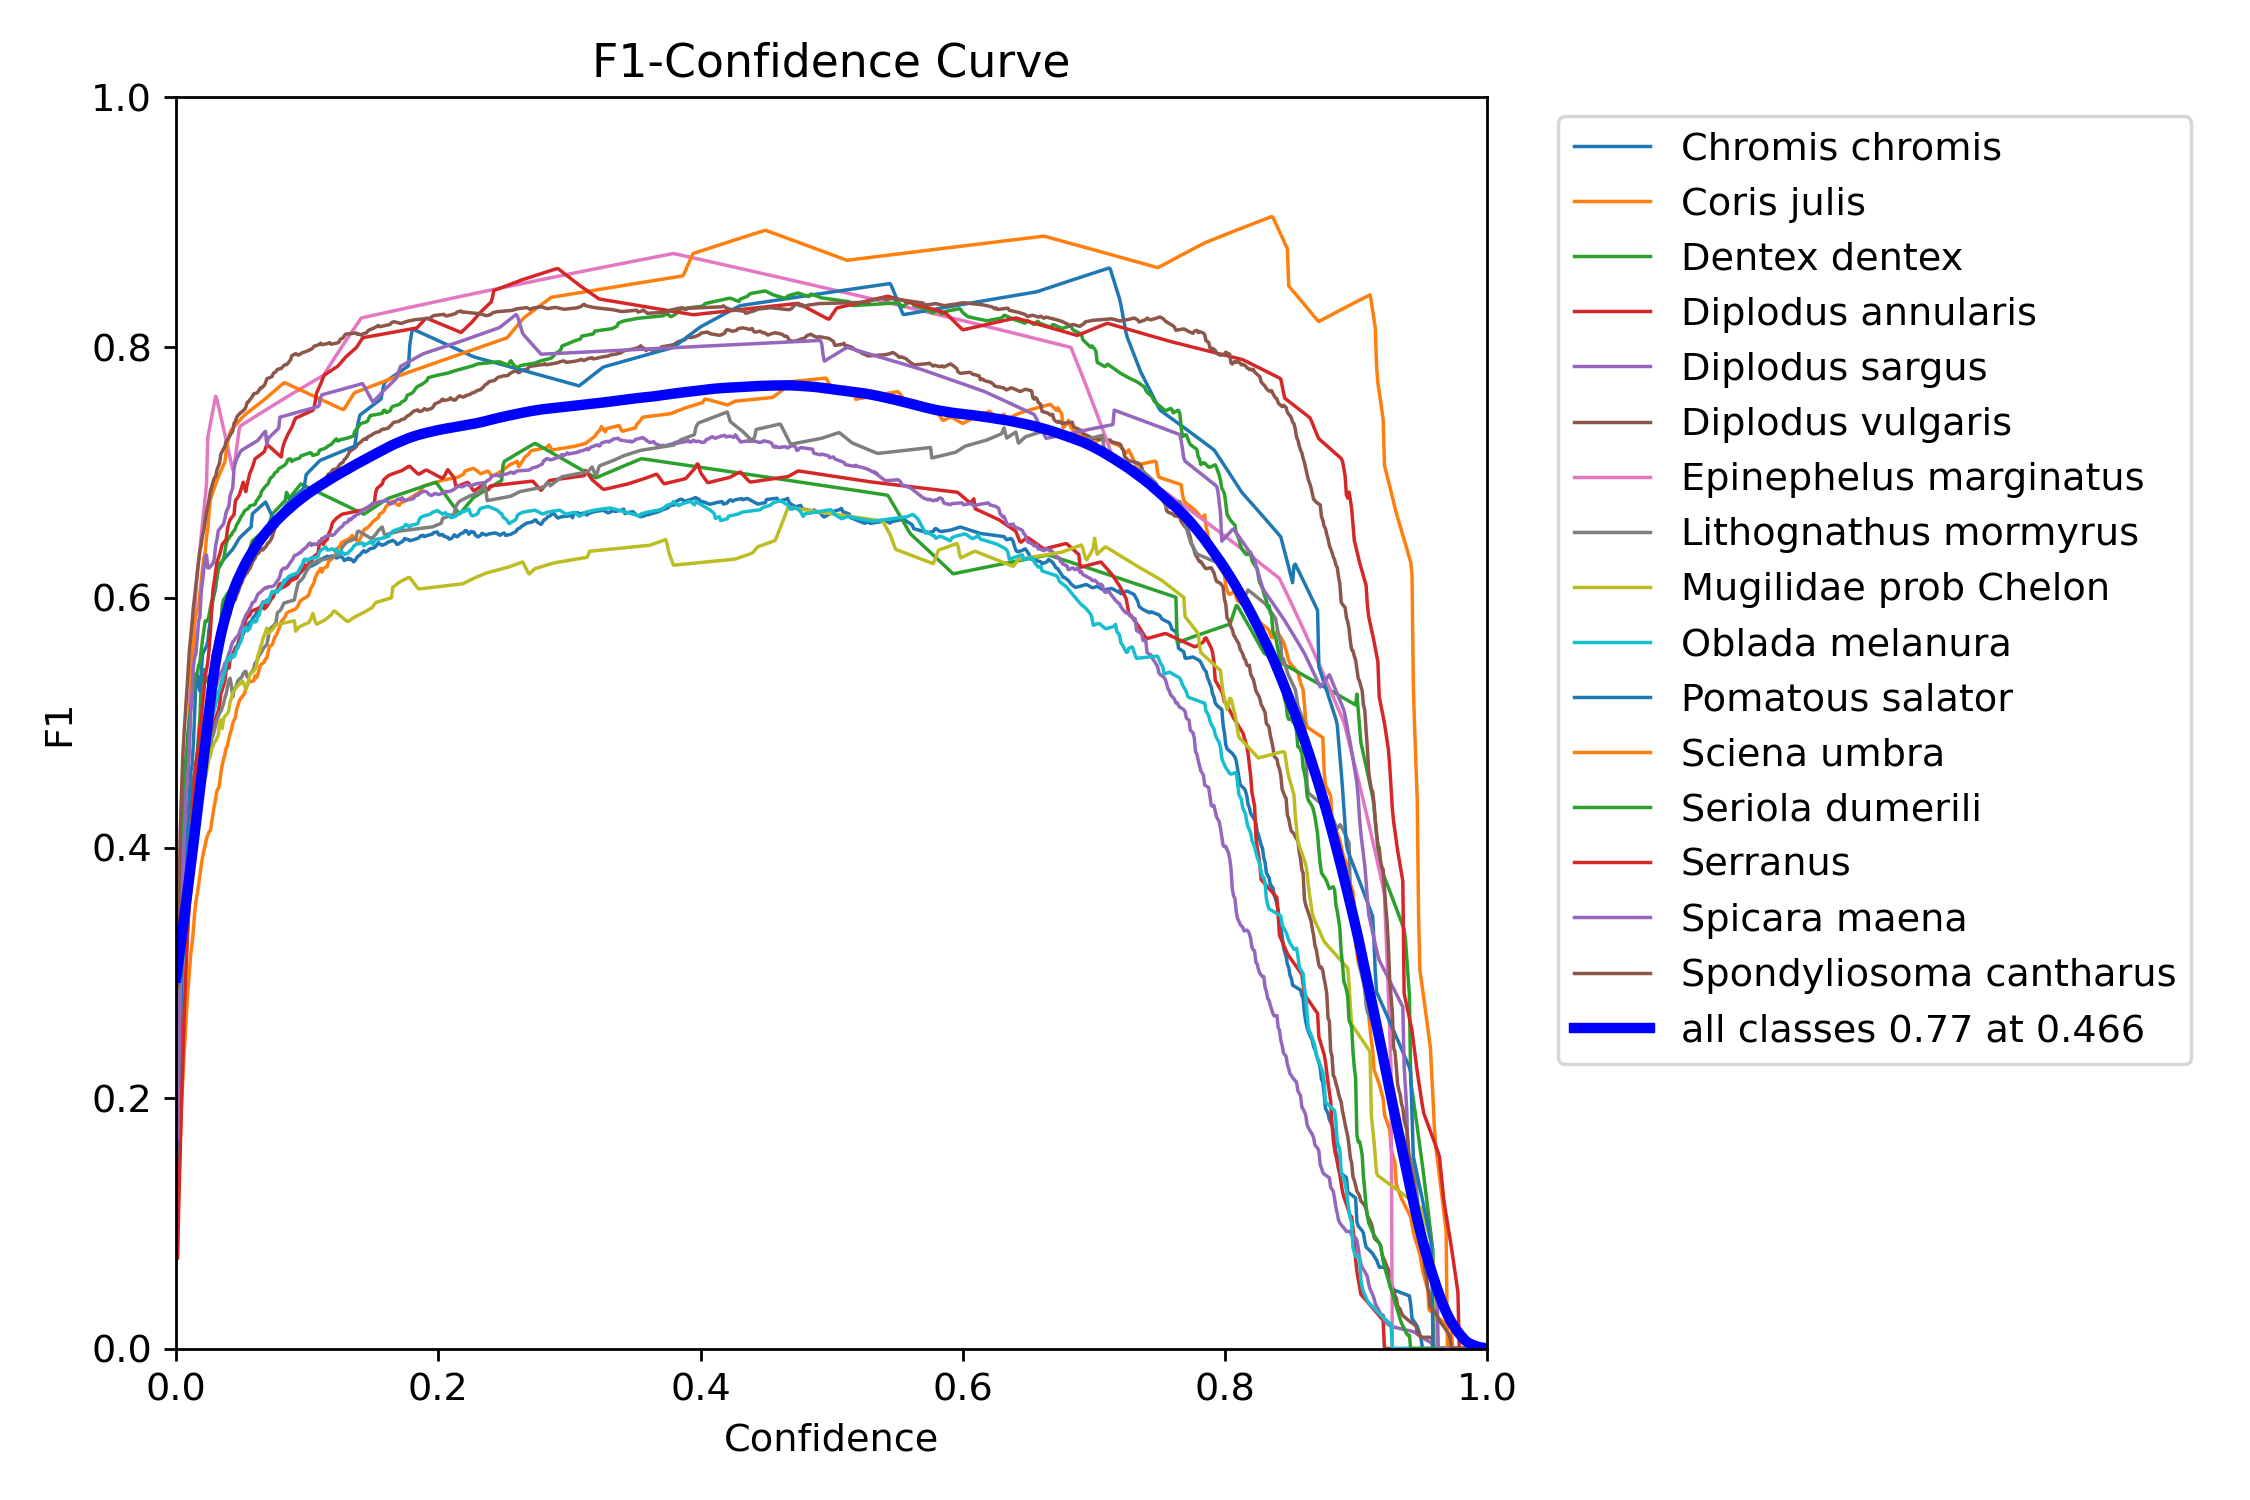 F1-Confidence Curve
1.0
0.8
0.6
0.4
0.2
0.0
F1
0.0 0.2 0.4 0.6 0.8 1.0
Confidence
Chromis chromis
Coris julis
Dentex dentex
Diplodus annularis
Diplodus sargus
Diplodus vulgaris
Epinephelus marginatus
Lithognathus mormyrus
Mugilidae prob Chelon
Oblada melanura
Pomatous salator
Sciena umbra
Seriola dumerili
Serranus
Spicara maena
Spondyliosoma cantharus
all classes 0.77 at 0.466